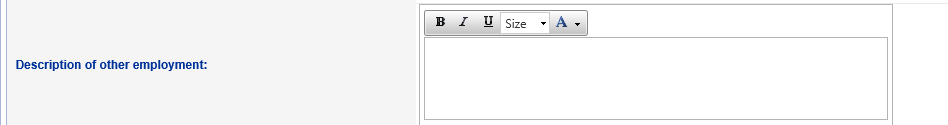 B I U Size A
Description of other employment: